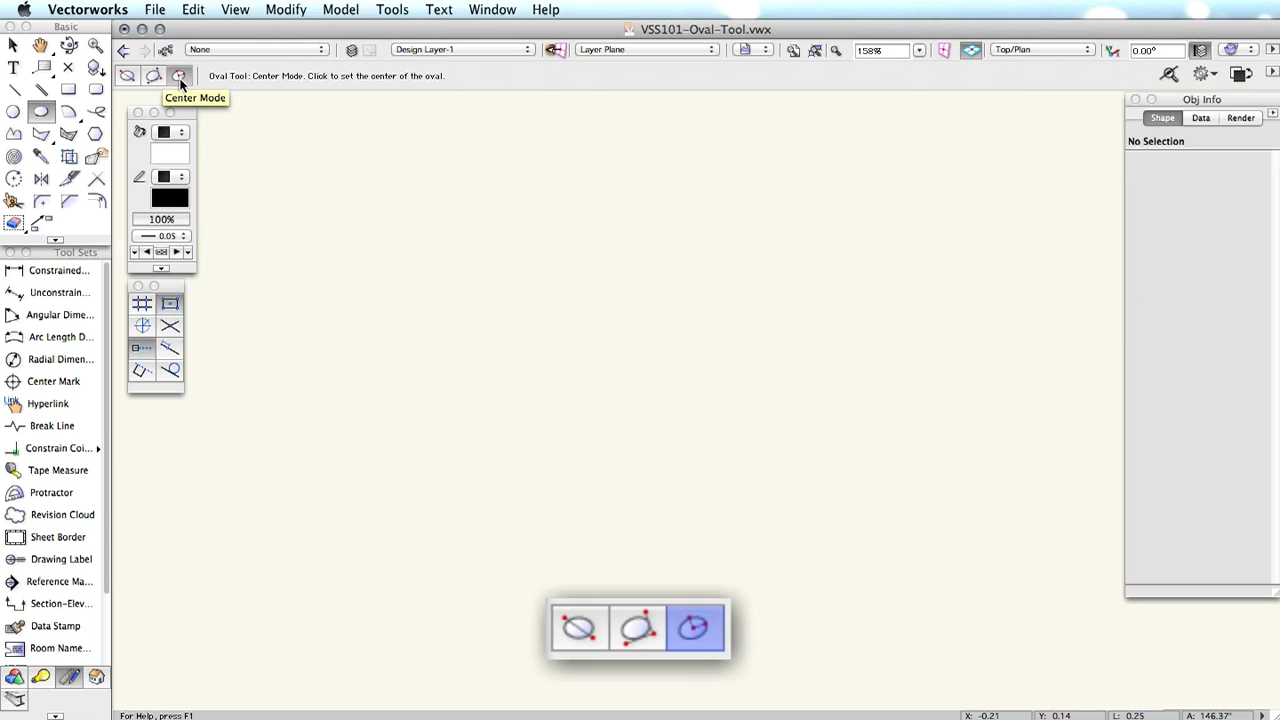 Vectorworks File Edit View Modify Model Tools Text Window Help
Basic
VSS101-Oval-Tool.vwx
None
Design Layer-1
Layer Plane
158%
Top/Plan
0.00°
Oval Tool: Center Mode. Click to set the center of the oval.
Center Mode
Obj Info
Shape Data Render
No Selection
100%
0.05
Tool Sets
Constrained...
Unconstrain...
Angular Dime...
Arc Length D...
Radial Dimen...
Center Mark
Link
Hyperlink
Break Line
Constrain Coi...
Tape Measure
Protractor
Revision Cloud
Sheet Border
Drawing Label
Reference Ma...
Section-Elev...
Data Stamp
Room Name...
For Help, press F1
X: -0.21 Y: 0.14 L: 0.25 A: 146.37°